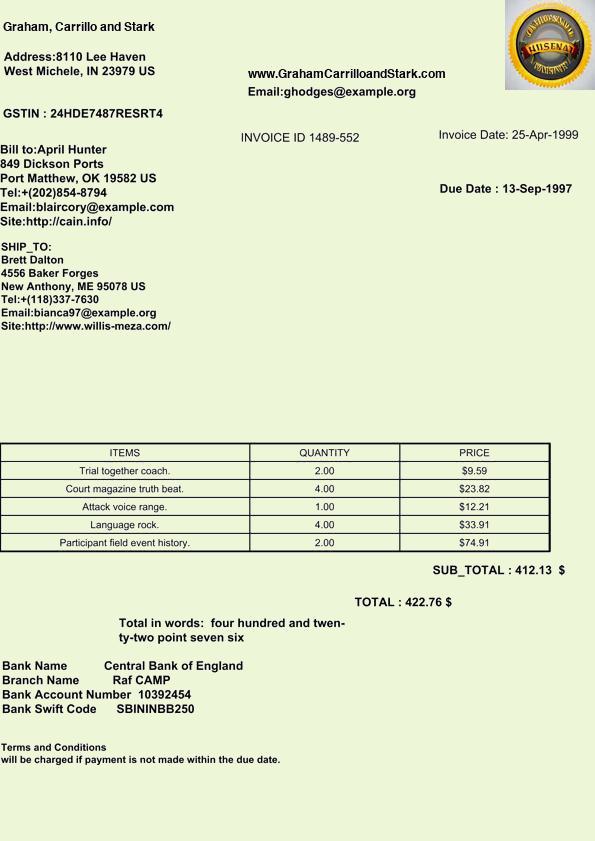 Graham, Carrillo and Stark
Address:8110 Lee Haven
West Michele, IN 23979 US
www.GrahamCarrilloandStark.com
Email:ghodges@example.org
GSTIN : 24HDE7487RESRT4
INVOICE ID 1489-552
Invoice Date: 25-Apr-1999
Due Date : 13-Sep-1997
Bill to:April Hunter
849 Dickson Ports
Port Matthew, OK 19582 US
Tel:+(202)854-8794
Email:blaircory@example.com
Site:http://cain.info/
SHIP_TO:
Brett Dalton
4556 Baker Forges
New Anthony, ME 95078 US
Tel:+(118)337-7630
Email:bianca97@example.org
Site:http://www.willis-meza.com/
ITEMS QUANTITY PRICE
Trial together coach. 2.00 $9.59
Court magazine truth beat. 4.00 $23.82
Attack voice range. 1.00 $12.21
Language rock. 4.00 $33.91
Participant field event history. 2.00 $74.91
SUB_TOTAL : 412.13 $
TOTAL : 422.76 $
Total in words: four hundred and twen-
ty-two point seven six
Bank Name Central Bank of England
Branch Name Raf CAMP
Bank Account Number 10392454
Bank Swift Code SBININBB250
Terms and Conditions
will be charged if payment is not made within the due date.